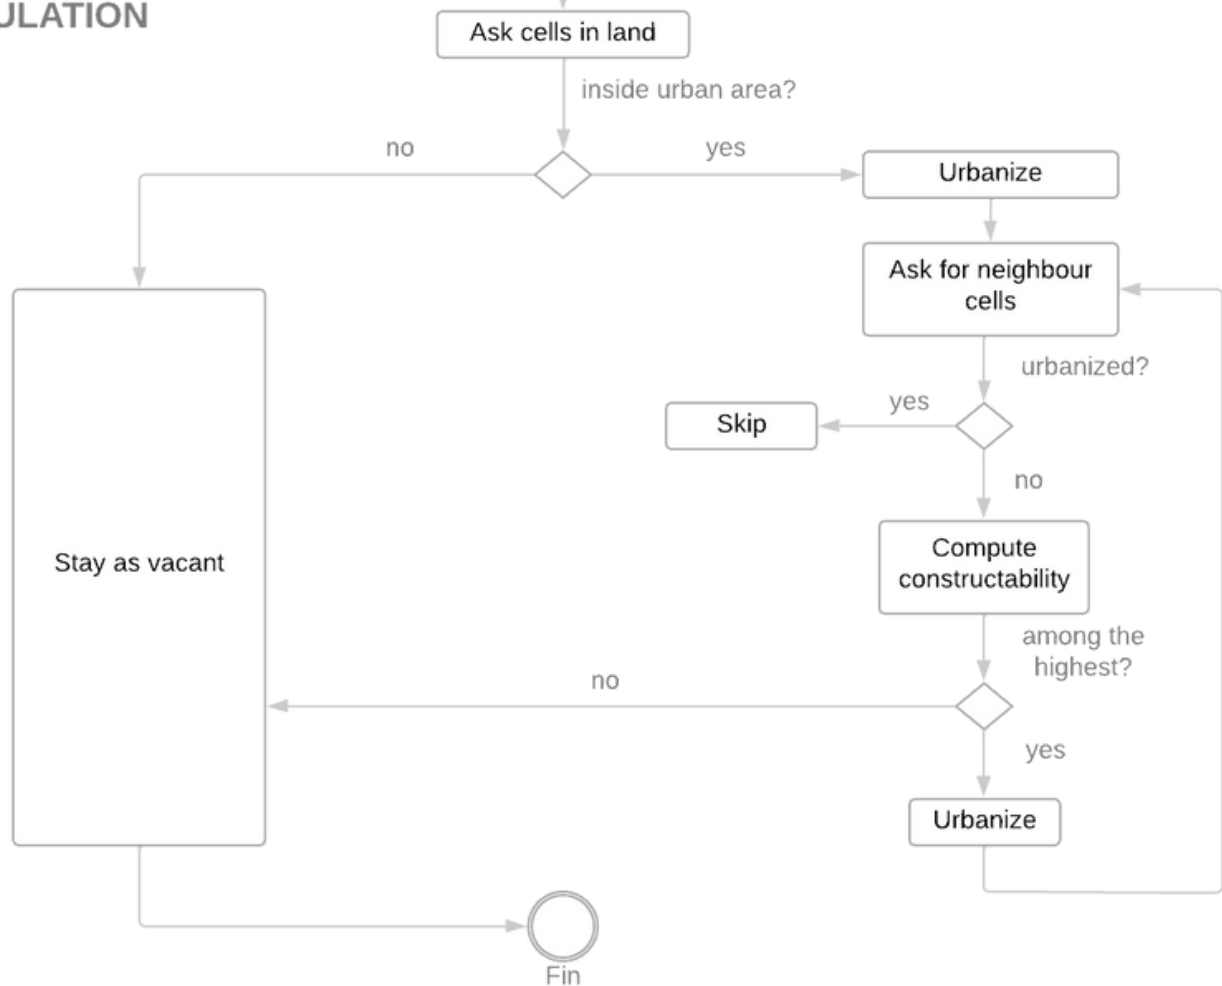 ULATION
Ask cells in land
inside urban area?
no
yes
Urbanize
Ask for neighbour
cells
urbanized?
yes
Skip
no
Compute
constructability
Stay as vacant
among the
highest?
no
yes
Urbanize
Fin